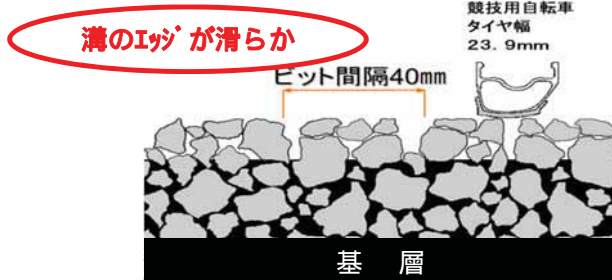 競技用自転車
タイヤ幅
23.9mm
溝のｴｯｼﾞが滑らか
ビット間隔40mm
基 層